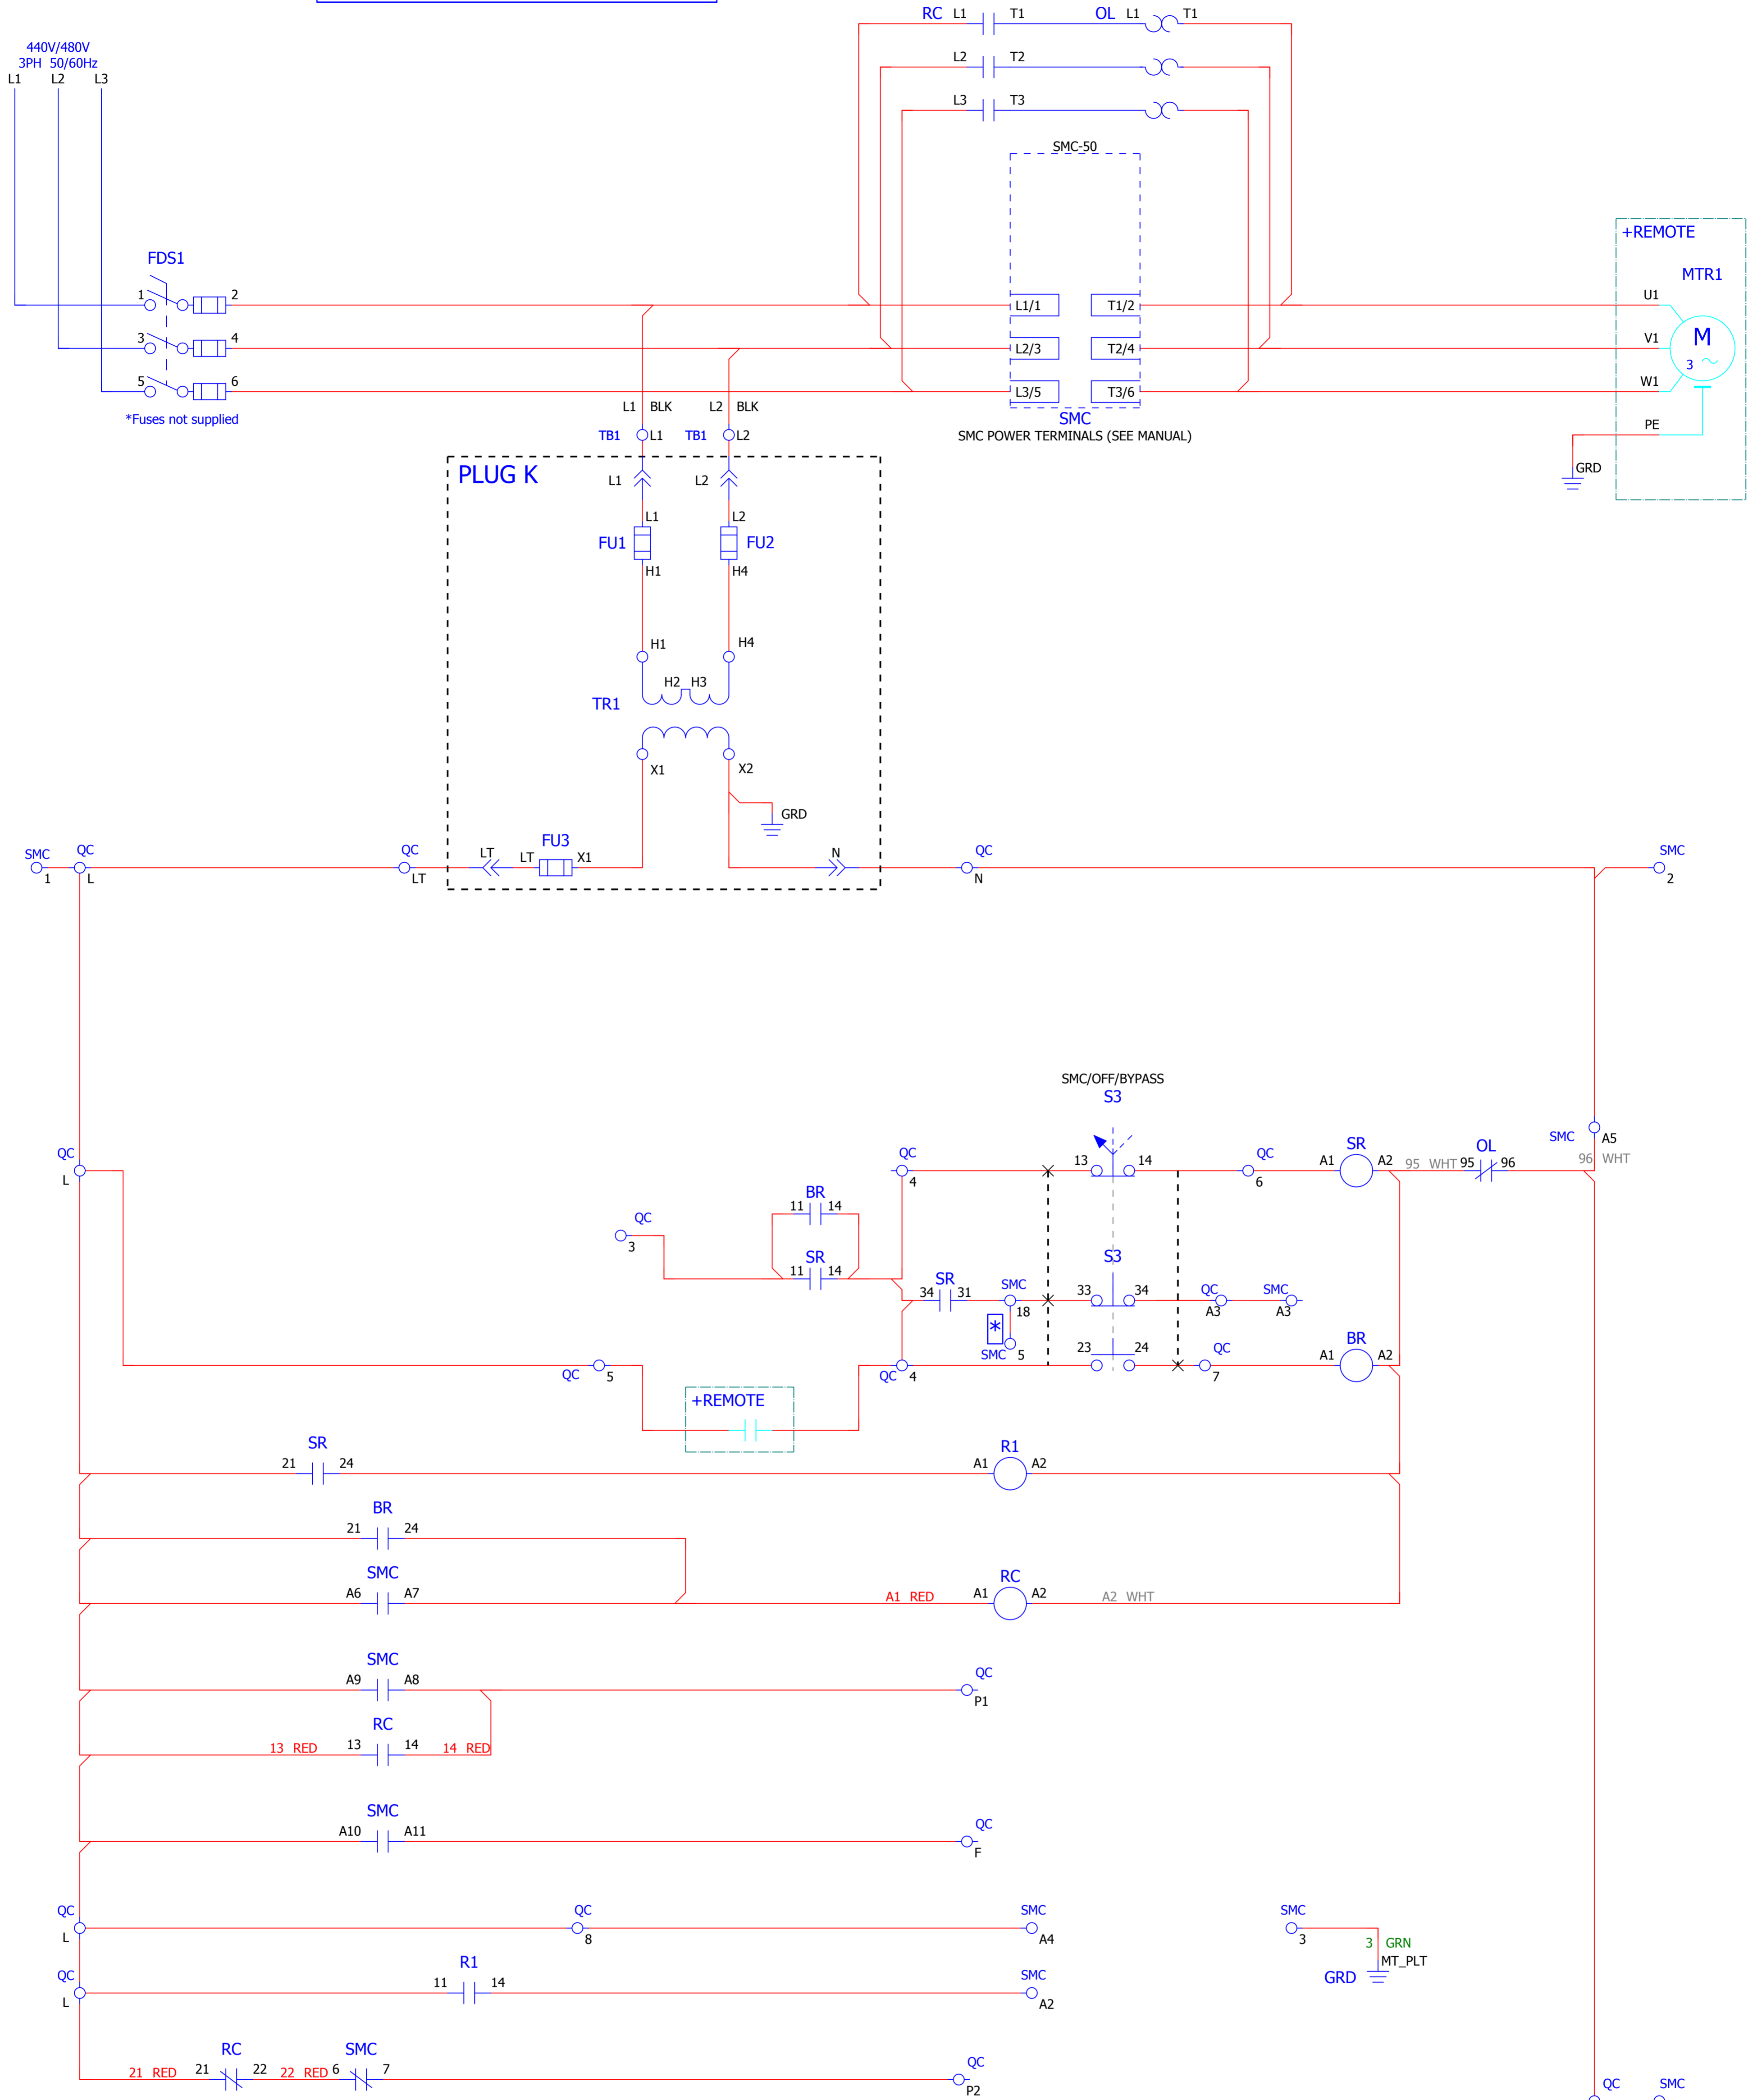 RC L1 T1 OL L1 T1
440V/480V
3PH 50/60Hz
L1 L2 L3
L2 T2
L3 T3
SMC-50
+REMOTE
MTR1
FDS1
1 2 L1/1 T1/2 U1
3 4 L2/3 T2/4 V1
M
3
5 6 L3/5 T3/6 W1
*Fuses not supplied
L1 BLK L2 BLK
SMC
SMC POWER TERMINALS (SEE MANUAL)
PE
TB1 L1 TB1 L2
GRD
PLUG K
L1 L2
L1 L2
FU1 FU2
H1 H4
H1 H4
H2 H3
TR1
X1 X2
GRD
SMC QC QC LT LT FU3 X1 N QC SMC
1 L LT N 2
SMC/OFF/BYPASS
S3
QC QC 13 14 QC A1 SR A2 95 WHT 95 OL 96 SMC A5
96 WHT
L 4 6
BR
11 14
QC
3
SR
11 14
S3
SR
34 31 SMC 33 34 QC SMC
18 A3 A3
*
SMC 5 23 24 QC A1 BR A2
QC 5 QC 4 7
+REMOTE
SR
21 24
R1
A1 A2
BR
21 24
SMC
A6 A7
RC
A1 RED A1 A2 A2 WHT
SMC
A9 A8
QC
P1
RC
13 RED 13 14 14 RED
SMC
A10 A11
QC
F
QC QC SMC SMC
L 8 A4 3
3 GRN
MT_PLT
GRD
QC R1 SMC
11 14
L A2
RC SMC
21 RED 21 22 22 RED 6 7
QC
P2
QC SMC